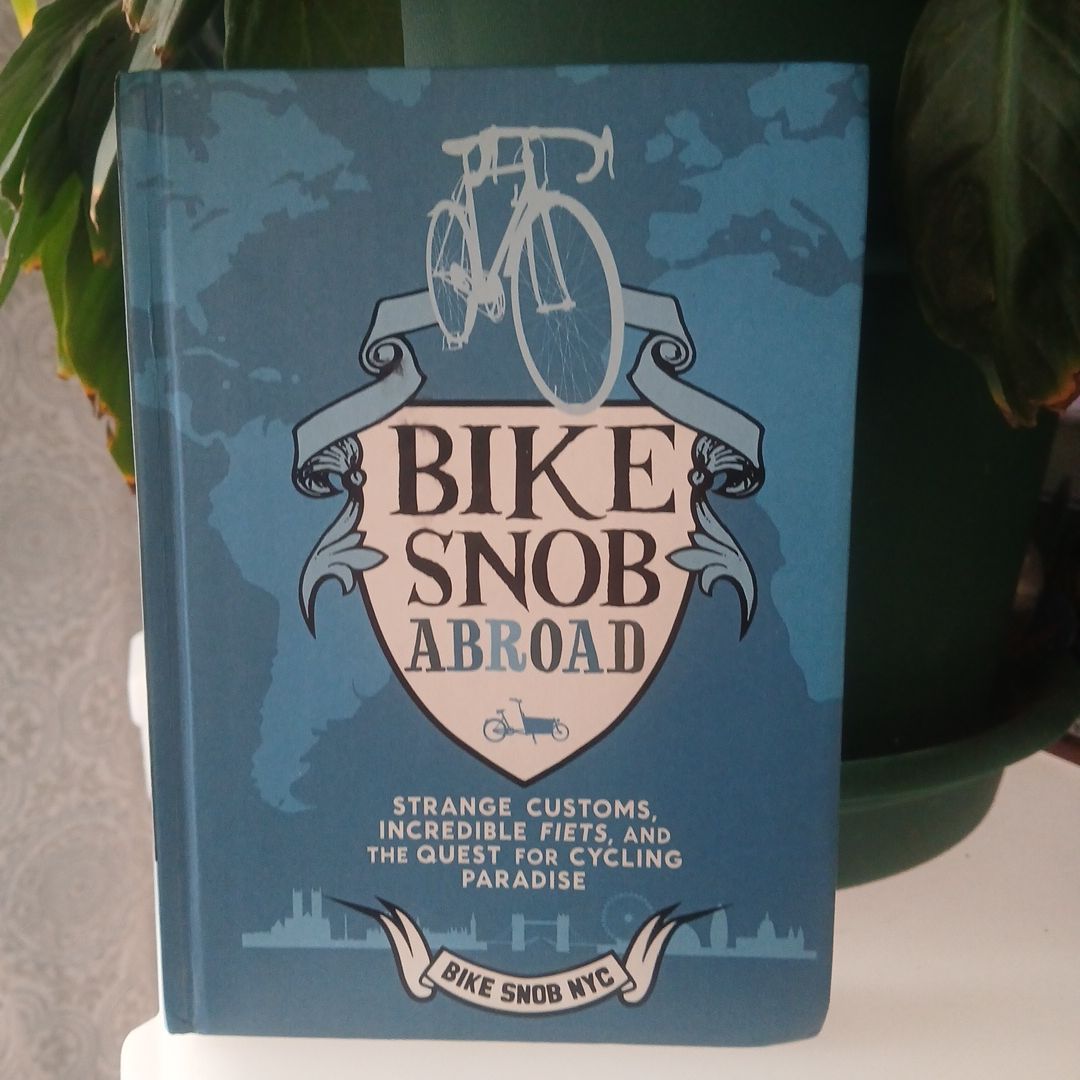 BIKE
SNOB
ABROAD
STRANGE CUSTOMS,
INCREDIBLE FIETS, AND
THE QUEST FOR CYCLING
PARADISE
BIKE SNOB NYC